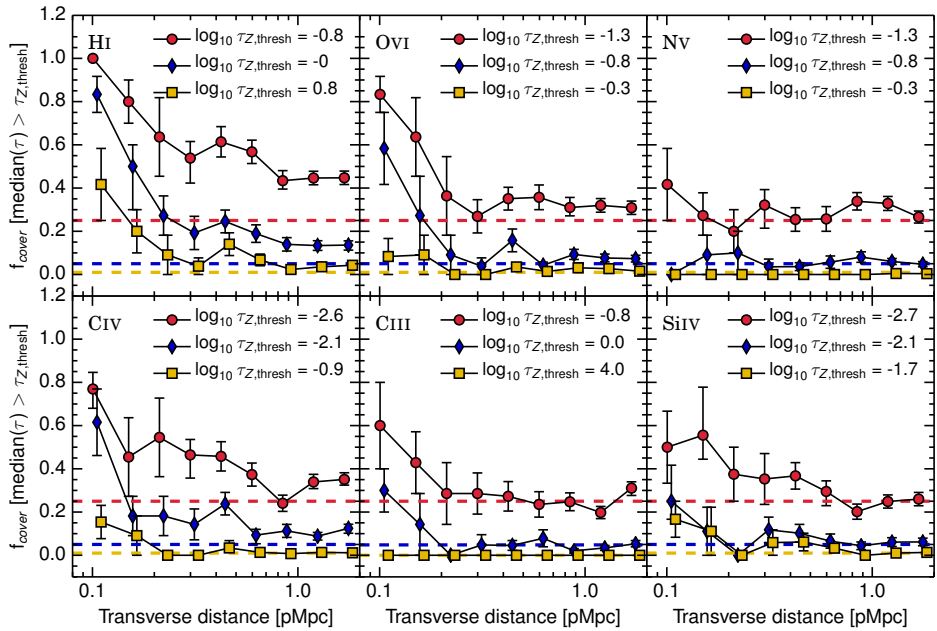 f_cover [median(τ) > τ_Z,thresh]
1.2
1.0
0.8
0.6
0.4
0.2
0.0
HI
log₁₀ τ_Z,thresh = -0.8
log₁₀ τ_Z,thresh = -0
log₁₀ τ_Z,thresh = 0.8
OVI
log₁₀ τ_Z,thresh = -1.3
log₁₀ τ_Z,thresh = -0.8
log₁₀ τ_Z,thresh = -0.3
NV
log₁₀ τ_Z,thresh = -1.3
log₁₀ τ_Z,thresh = -0.8
log₁₀ τ_Z,thresh = -0.3
f_cover [median(τ) > τ_Z,thresh]
1.2
1.0
0.8
0.6
0.4
0.2
0.0
CIV
log₁₀ τ_Z,thresh = -2.6
log₁₀ τ_Z,thresh = -2.1
log₁₀ τ_Z,thresh = -0.9
CIII
log₁₀ τ_Z,thresh = -0.8
log₁₀ τ_Z,thresh = 0.0
log₁₀ τ_Z,thresh = 4.0
SiIV
log₁₀ τ_Z,thresh = -2.7
log₁₀ τ_Z,thresh = -2.1
log₁₀ τ_Z,thresh = -1.7
0.1 1.0
0.1 1.0
0.1 1.0
Transverse distance [pMpc]
Transverse distance [pMpc]
Transverse distance [pMpc]